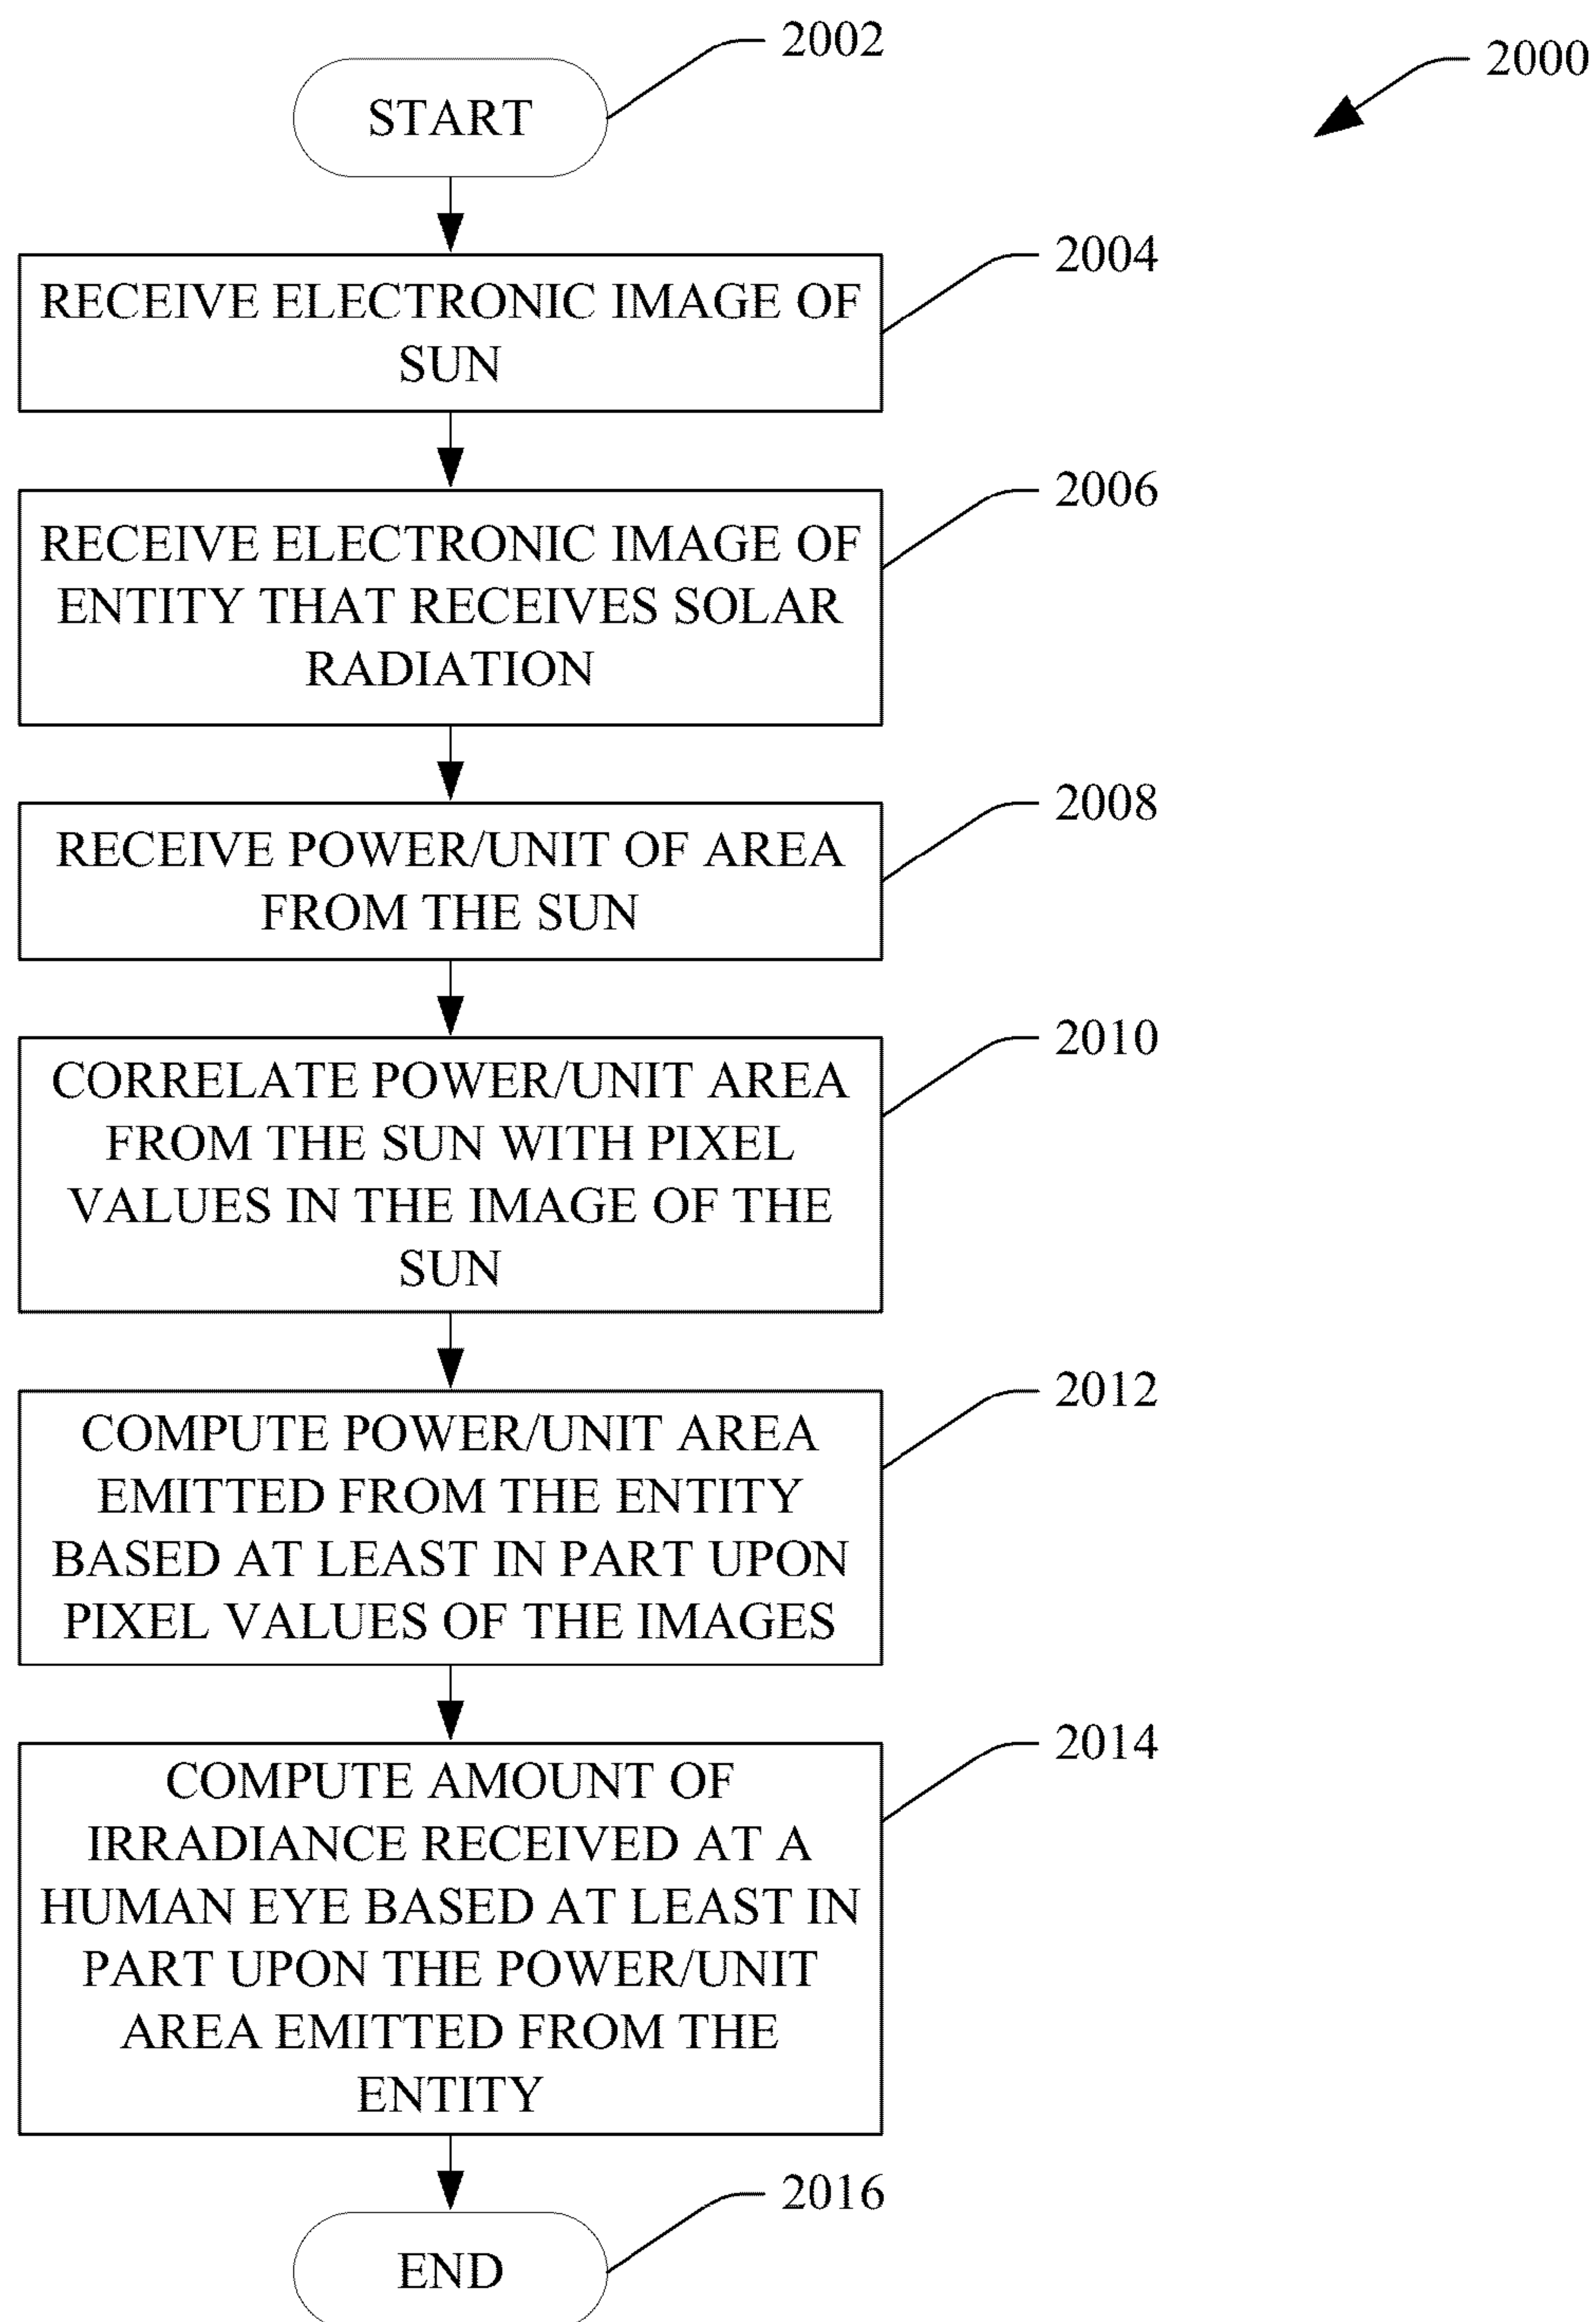 2002
2000
START
2004
RECEIVE ELECTRONIC IMAGE OF
SUN
2006
RECEIVE ELECTRONIC IMAGE OF
ENTITY THAT RECEIVES SOLAR
RADIATION
2008
RECEIVE POWER/UNIT OF AREA
FROM THE SUN
2010
CORRELATE POWER/UNIT AREA
FROM THE SUN WITH PIXEL
VALUES IN THE IMAGE OF THE
SUN
2012
COMPUTE POWER/UNIT AREA
EMITTED FROM THE ENTITY
BASED AT LEAST IN PART UPON
PIXEL VALUES OF THE IMAGES
2014
COMPUTE AMOUNT OF
IRRADIANCE RECEIVED AT A
HUMAN EYE BASED AT LEAST IN
PART UPON THE POWER/UNIT
AREA EMITTED FROM THE
ENTITY
2016
END